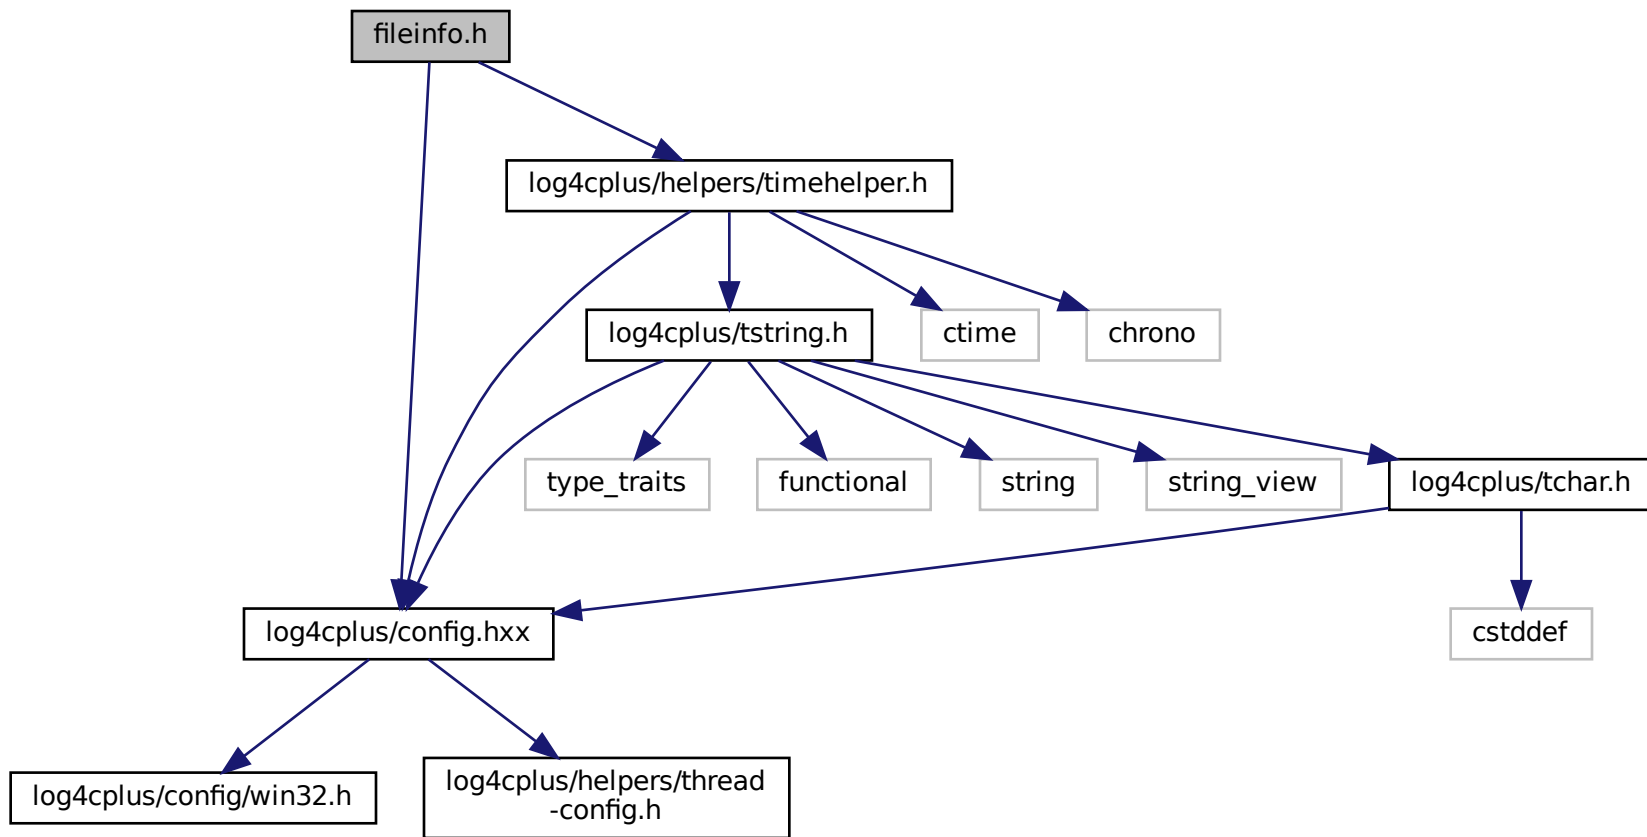 fileinfo.h
log4cplus/helpers/timehelper.h
log4cplus/tstring.h
ctime
chrono
type_traits
functional
string
string_view
log4cplus/tchar.h
log4cplus/config.hxx
cstddef
log4cplus/config/win32.h
log4cplus/helpers/thread
-config.h